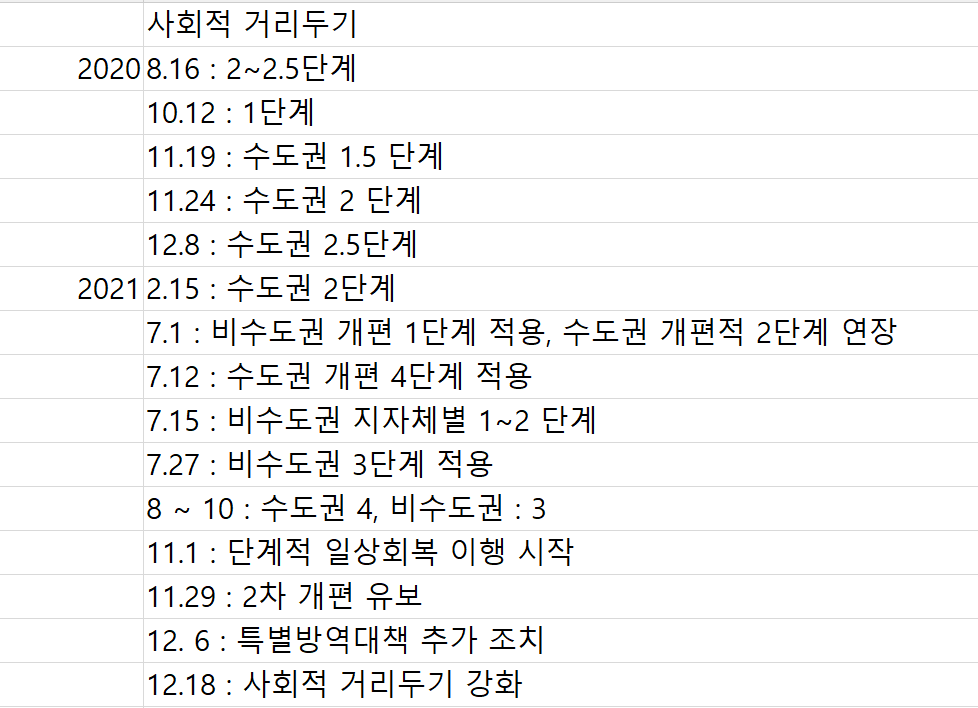 사회적 거리두기
2020 8.16 : 2~2.5단계
10.12 : 1단계
11.19 : 수도권 1.5 단계
11.24 : 수도권 2 단계
12.8 : 수도권 2.5단계
2021 2.15 : 수도권 2단계
7.1 : 비수도권 개편 1단계 적용, 수도권 개편적 2단계 연장
7.12 : 수도권 개편 4단계 적용
7.15 : 비수도권 지자체별 1~2 단계
7.27 : 비수도권 3단계 적용
8 ~ 10 : 수도권 4, 비수도권 : 3
11.1 : 단계적 일상회복 이행 시작
11.29 : 2차 개편 유보
12. 6 : 특별방역대책 추가 조치
12.18 : 사회적 거리두기 강화